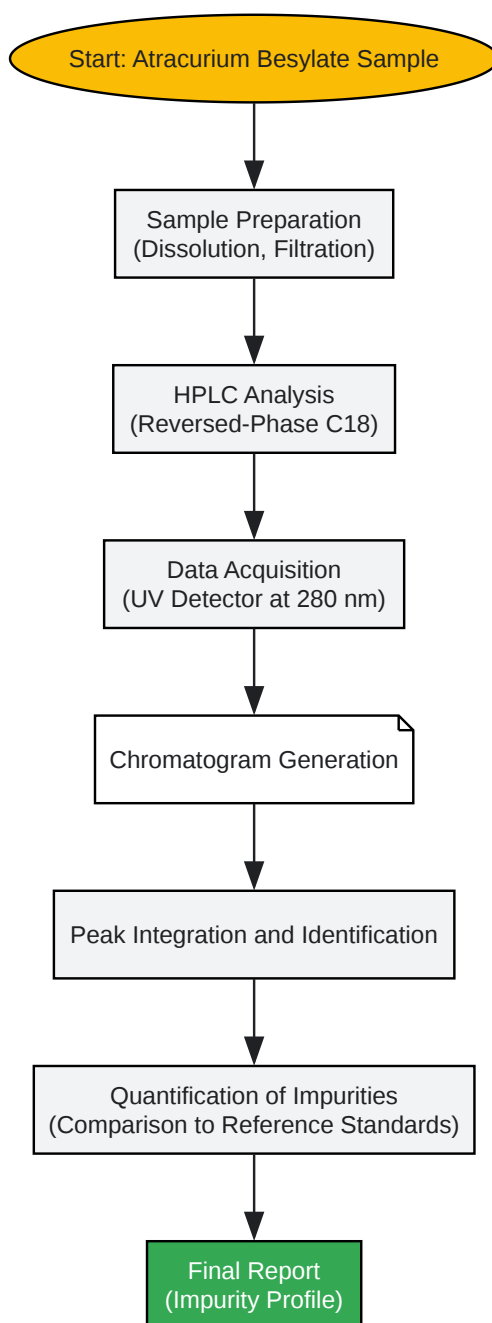 Start: Atracurium Besylate Sample
Sample Preparation
(Dissolution, Filtration)
HPLC Analysis
(Reversed-Phase C18)
Data Acquisition
(UV Detector at 280 nm)
Chromatogram Generation
Peak Integration and Identification
Quantification of Impurities
(Comparison to Reference Standards)
Final Report
(Impurity Profile)